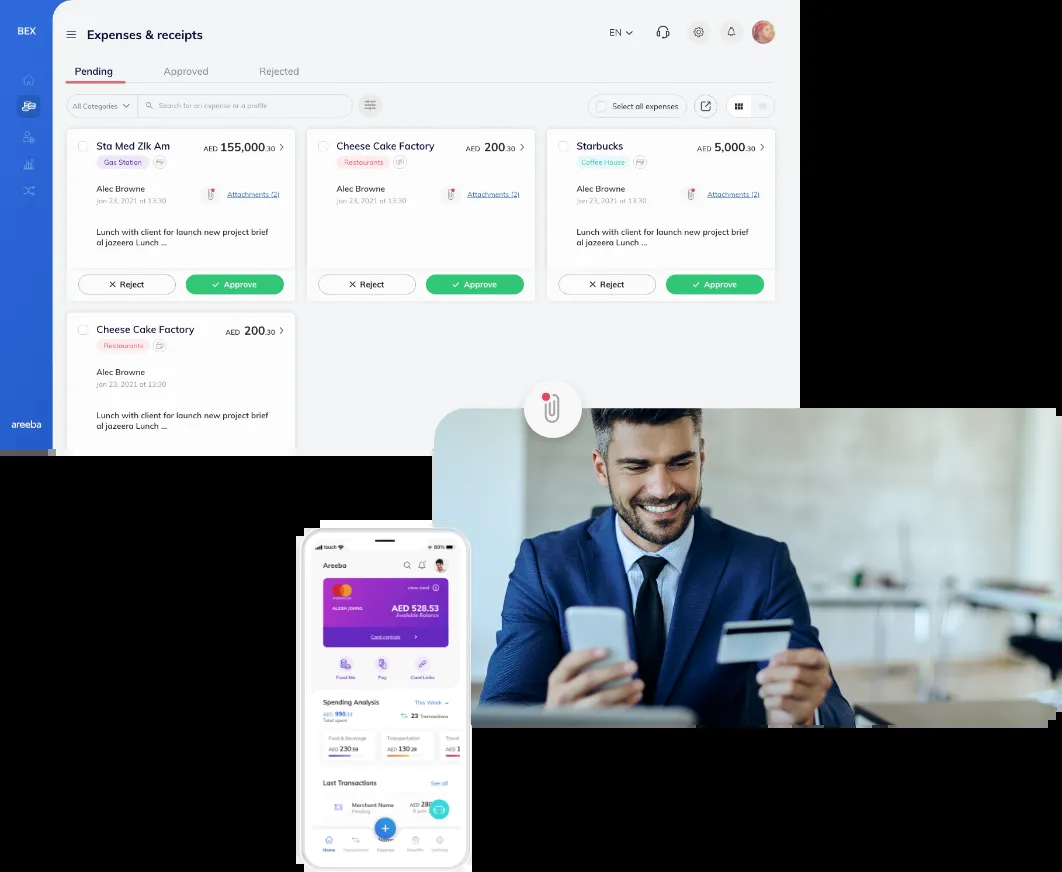 BEX
Expenses & receipts
EN
Pending
Approved
Rejected
All Categories
Search for an expense or a profile
Select all expenses
Sta Med Zlk Am
AED 155,000.30
Gas Station
Alec Browne
Jan 23, 2021 at 13:30
Attachments (2)
Lunch with client for launch new project brief
al jazeera Lunch ...
Reject
Approve
Cheese Cake Factory
AED 200.30
Restaurants
Alec Browne
Jan 23, 2021 at 13:30
Attachments (2)
Reject
Approve
Starbucks
AED 5,000.30
Coffee House
Alec Browne
Jan 23, 2021 at 13:30
Attachments (2)
Lunch with client for launch new project brief
al jazeera Lunch ...
Reject
Approve
Cheese Cake Factory
AED 200.30
Restaurants
Alec Browne
Jan 23, 2021 at 13:30
Lunch with client for launch new project brief
al jazeera Lunch ...
areeba
touch
80%
Areeba
view card
ALEXA JOHNS
AED 528.53
Available Balance
Card controls
Fund Me
Pay
Card Links
Spending Analysis
This Week
AED 990.33
Total spent
23 Transactions
Food & Beverage
AED 230.59
Transportation
AED 130.28
Travel
AED 1
Last Transactions
See all
Merchant Name
AED 280
Pending
Home
Transactions
Expense
Benefits
Settings